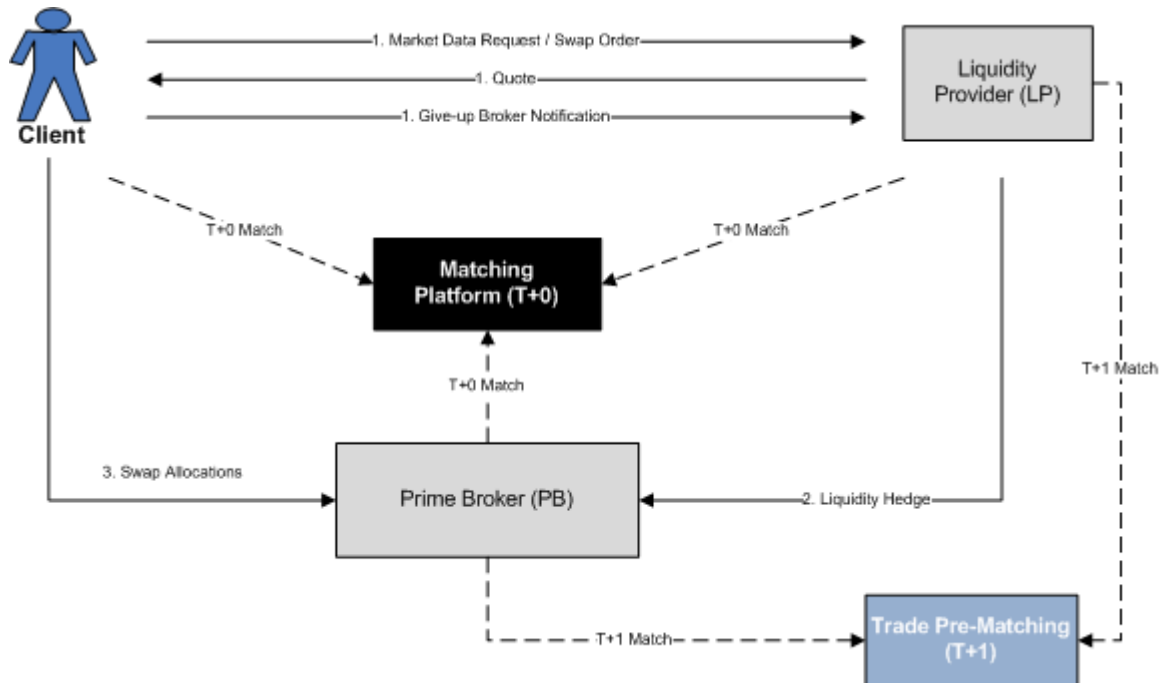 1. Market Data Request / Swap Order
1. Quote
1. Give-up Broker Notification
Client
Liquidity
Provider (LP)
T+0 Match
T+0 Match
Matching
Platform (T+0)
T+0 Match
T+1 Match
3. Swap Allocations
Prime Broker (PB)
2. Liquidity Hedge
T+1 Match
Trade Pre-Matching
(T+1)